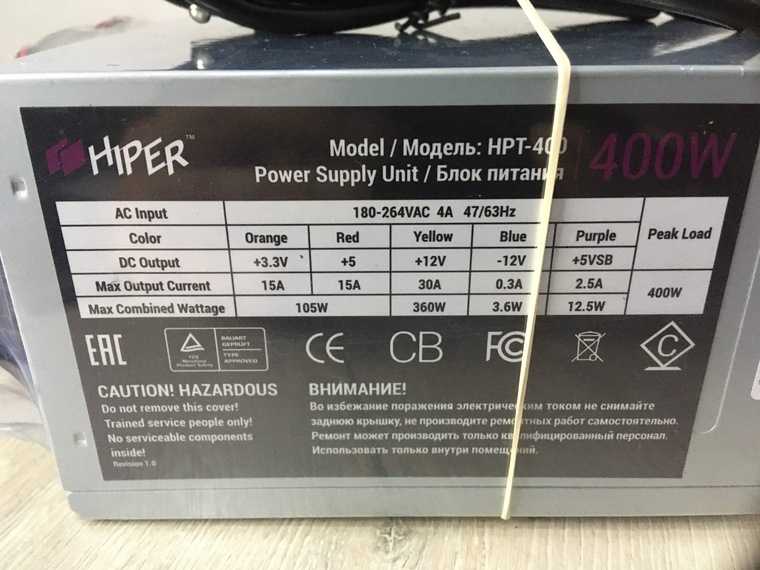 HIPER™
Model / Модель: HPT-400
Power Supply Unit / Блок питания
400W
AC Input 180-264VAC 4A 47/63Hz Peak Load
Color Orange Red Yellow Blue Purple
DC Output +3.3V +5 +12V -12V +5VSB
Max Output Current 15A 15A 30A 0.3A 2.5A 400W
Max Combined Wattage 105W 360W 3.6W 12.5W
EAC
BAUART GEPRÜFT
TYPE APPROVED
CE CB FC C
CAUTION! HAZARDOUS
Do not remove this cover!
Trained service people only!
No serviceable components
inside!
Revision 1.0
ВНИМАНИЕ!
Во избежание поражения электрическим током не снимайте
заднюю крышку, не производите ремонтных работ самостоятельно.
Ремонт может производить только квалифицированный персонал.
Использовать только внутри помещений.